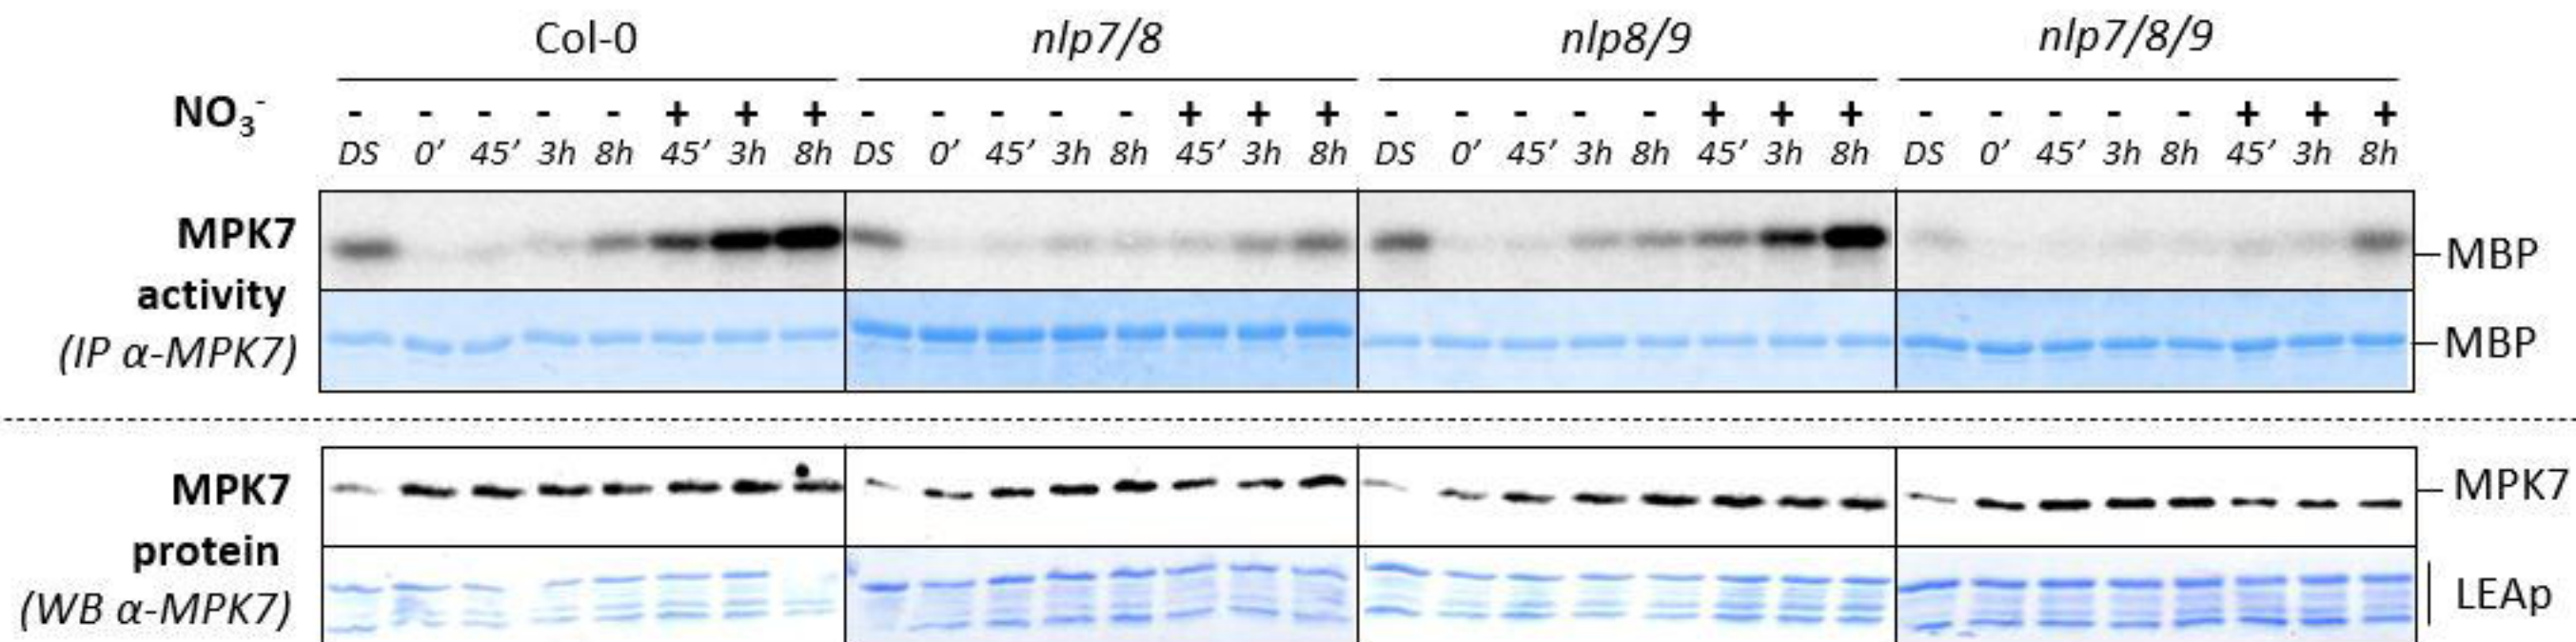 Col-0 nlp7/8 nlp8/9 nlp7/8/9
NO₃⁻ - - - - - + + + - - - - - + + + - - - - - + + + - - - - - + + +
DS 0’ 45’ 3h 8h 45’ 3h 8h DS 0’ 45’ 3h 8h 45’ 3h 8h DS 0’ 45’ 3h 8h 45’ 3h 8h DS 0’ 45’ 3h 8h 45’ 3h 8h
MPK7
activity
(IP α-MPK7)
MBP
MBP
MPK7
protein
(WB α-MPK7)
MPK7
LEAp